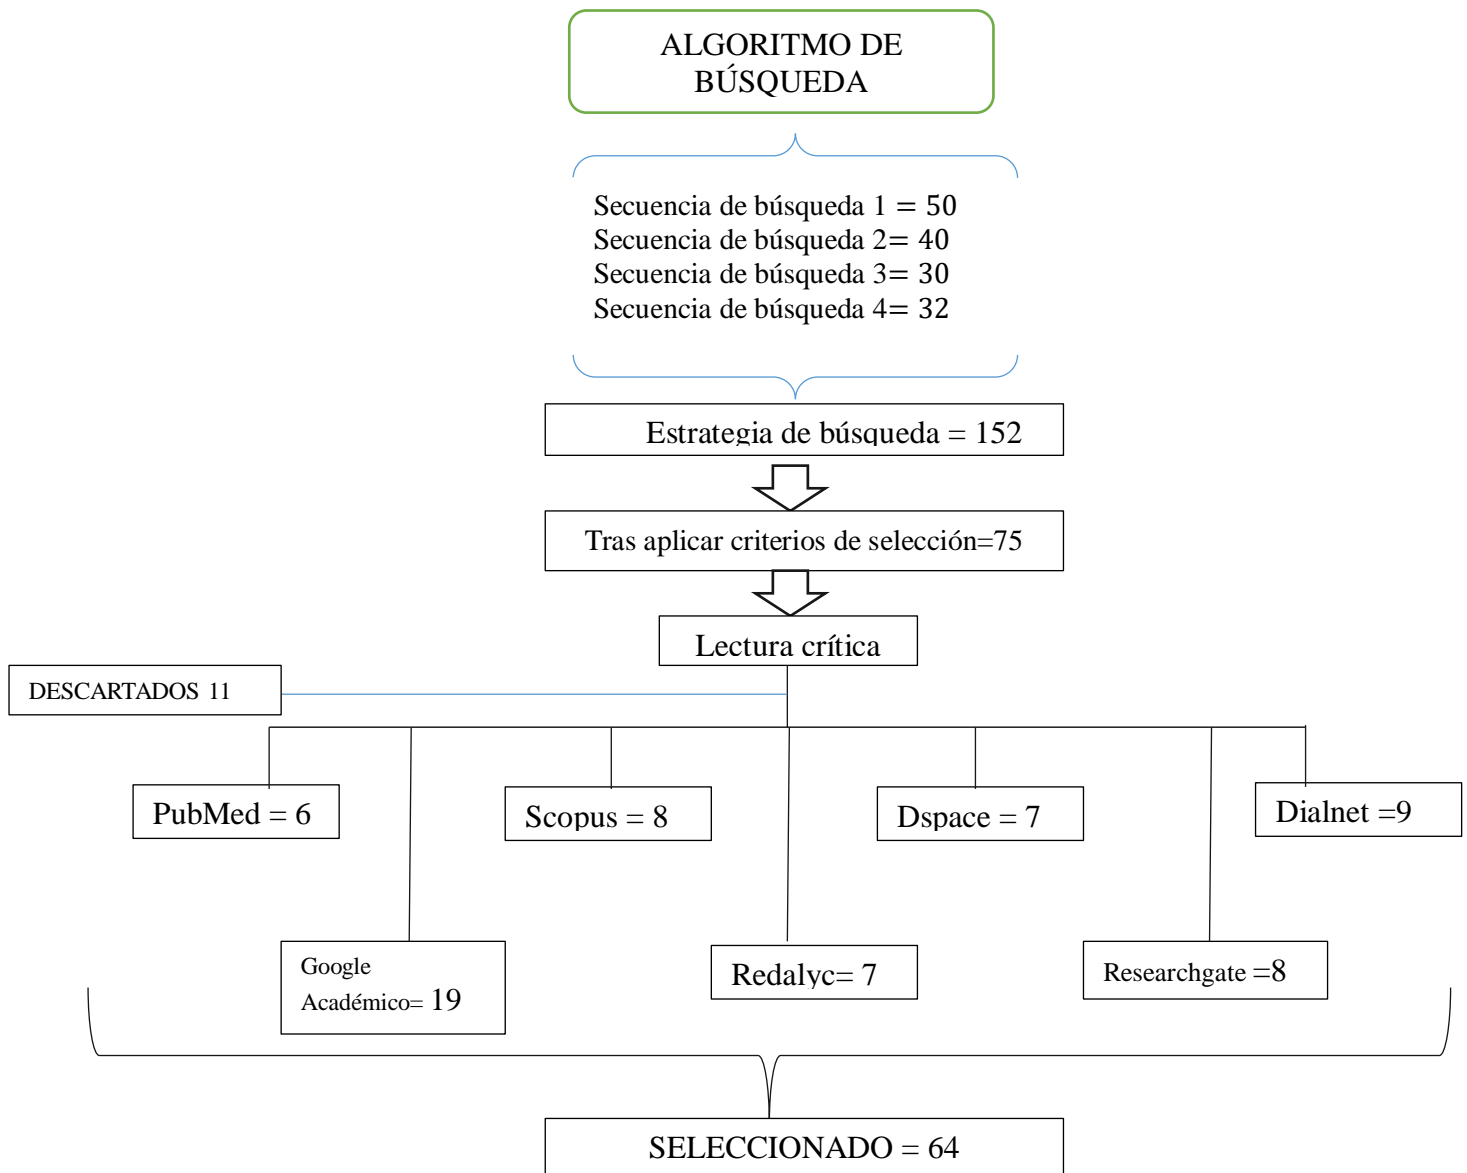 ALGORITMO DE
BÚSQUEDA
Secuencia de búsqueda 1 = 50
Secuencia de búsqueda 2= 40
Secuencia de búsqueda 3= 30
Secuencia de búsqueda 4= 32
Estrategia de búsqueda = 152
Tras aplicar criterios de selección=75
Lectura crítica
DESCARTADOS 11
PubMed = 6
Scopus = 8
Dspace = 7
Dialnet =9
Google
Académico= 19
Redalyc= 7
Researchgate =8
SELECCIONADO = 64